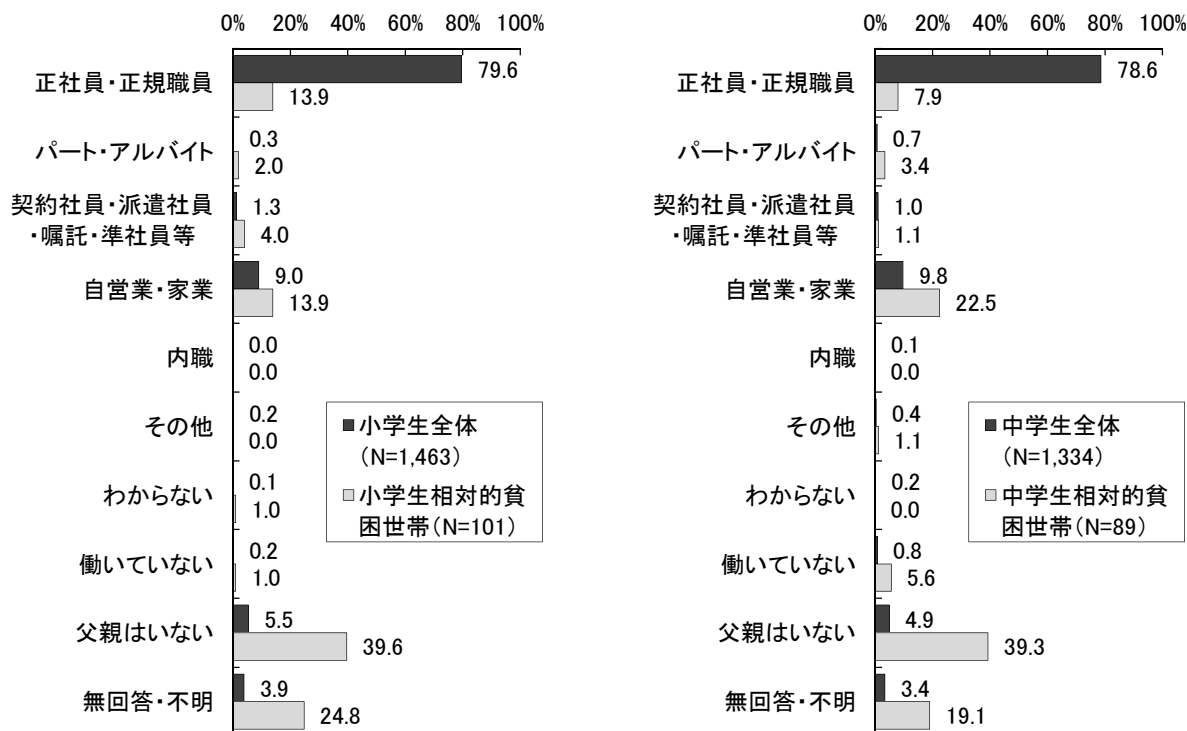 0% 20% 40% 60% 80% 100%
正社員・正規職員
79.6
13.9
パート・アルバイト
0.3
2.0
契約社員・派遣社員
・嘱託・準社員等
1.3
4.0
自営業・家業
9.0
13.9
内職
0.0
0.0
その他
0.2
0.0
わからない
0.1
1.0
働いていない
0.2
1.0
父親はいない
5.5
39.6
無回答・不明
3.9
24.8
小学生全体
（N=1,463）
小学生相対的貧
困世帯（N=101）
0% 20% 40% 60% 80% 100%
正社員・正規職員
78.6
7.9
パート・アルバイト
0.7
3.4
契約社員・派遣社員
・嘱託・準社員等
1.0
1.1
自営業・家業
9.8
22.5
内職
0.1
0.0
その他
0.4
1.1
わからない
0.2
0.0
働いていない
0.8
5.6
父親はいない
4.9
39.3
無回答・不明
3.4
19.1
中学生全体
（N=1,334）
中学生相対的貧
困世帯（N=89）